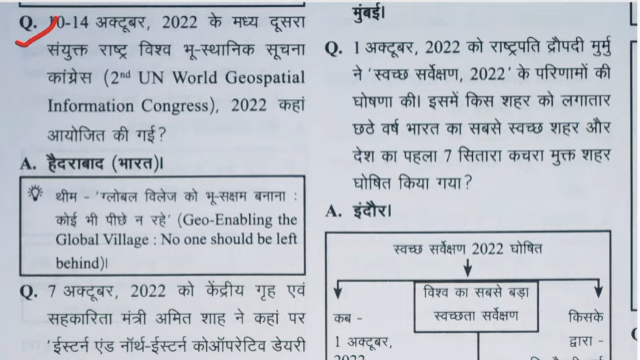 Q. 10-14 अक्टूबर, 2022 के मध्य दूसरा
संयुक्त राष्ट्र विश्व भू-स्थानिक सूचना
कांग्रेस (2nd UN World Geospatial
Information Congress), 2022 कहां
आयोजित की गई?
A. हैदराबाद (भारत)।
थीम - 'ग्लोबल विलेज को भू-सक्षम बनाना :
कोई भी पीछे न रहे' (Geo-Enabling the
Global Village : No one should be left
behind)।
Q. 7 अक्टूबर, 2022 को केंद्रीय गृह एवं
सहकारिता मंत्री अमित शाह ने कहां पर
'ईस्टर्न एंड नॉर्थ-ईस्टर्न कोऑपरेटिव डेयरी
मुंबई।
Q. 1 अक्टूबर, 2022 को राष्ट्रपति द्रौपदी मुर्मु
ने 'स्वच्छ सर्वेक्षण, 2022' के परिणामों की
घोषणा की। इसमें किस शहर को लगातार
छठे वर्ष भारत का सबसे स्वच्छ शहर और
देश का पहला 7 सितारा कचरा मुक्त शहर
घोषित किया गया?
A. इंदौर।
स्वच्छ सर्वेक्षण 2022 घोषित
कब -
1 अक्टूबर,
2022
विश्व का सबसे बड़ा
स्वच्छता सर्वेक्षण
किसके
द्वारा -